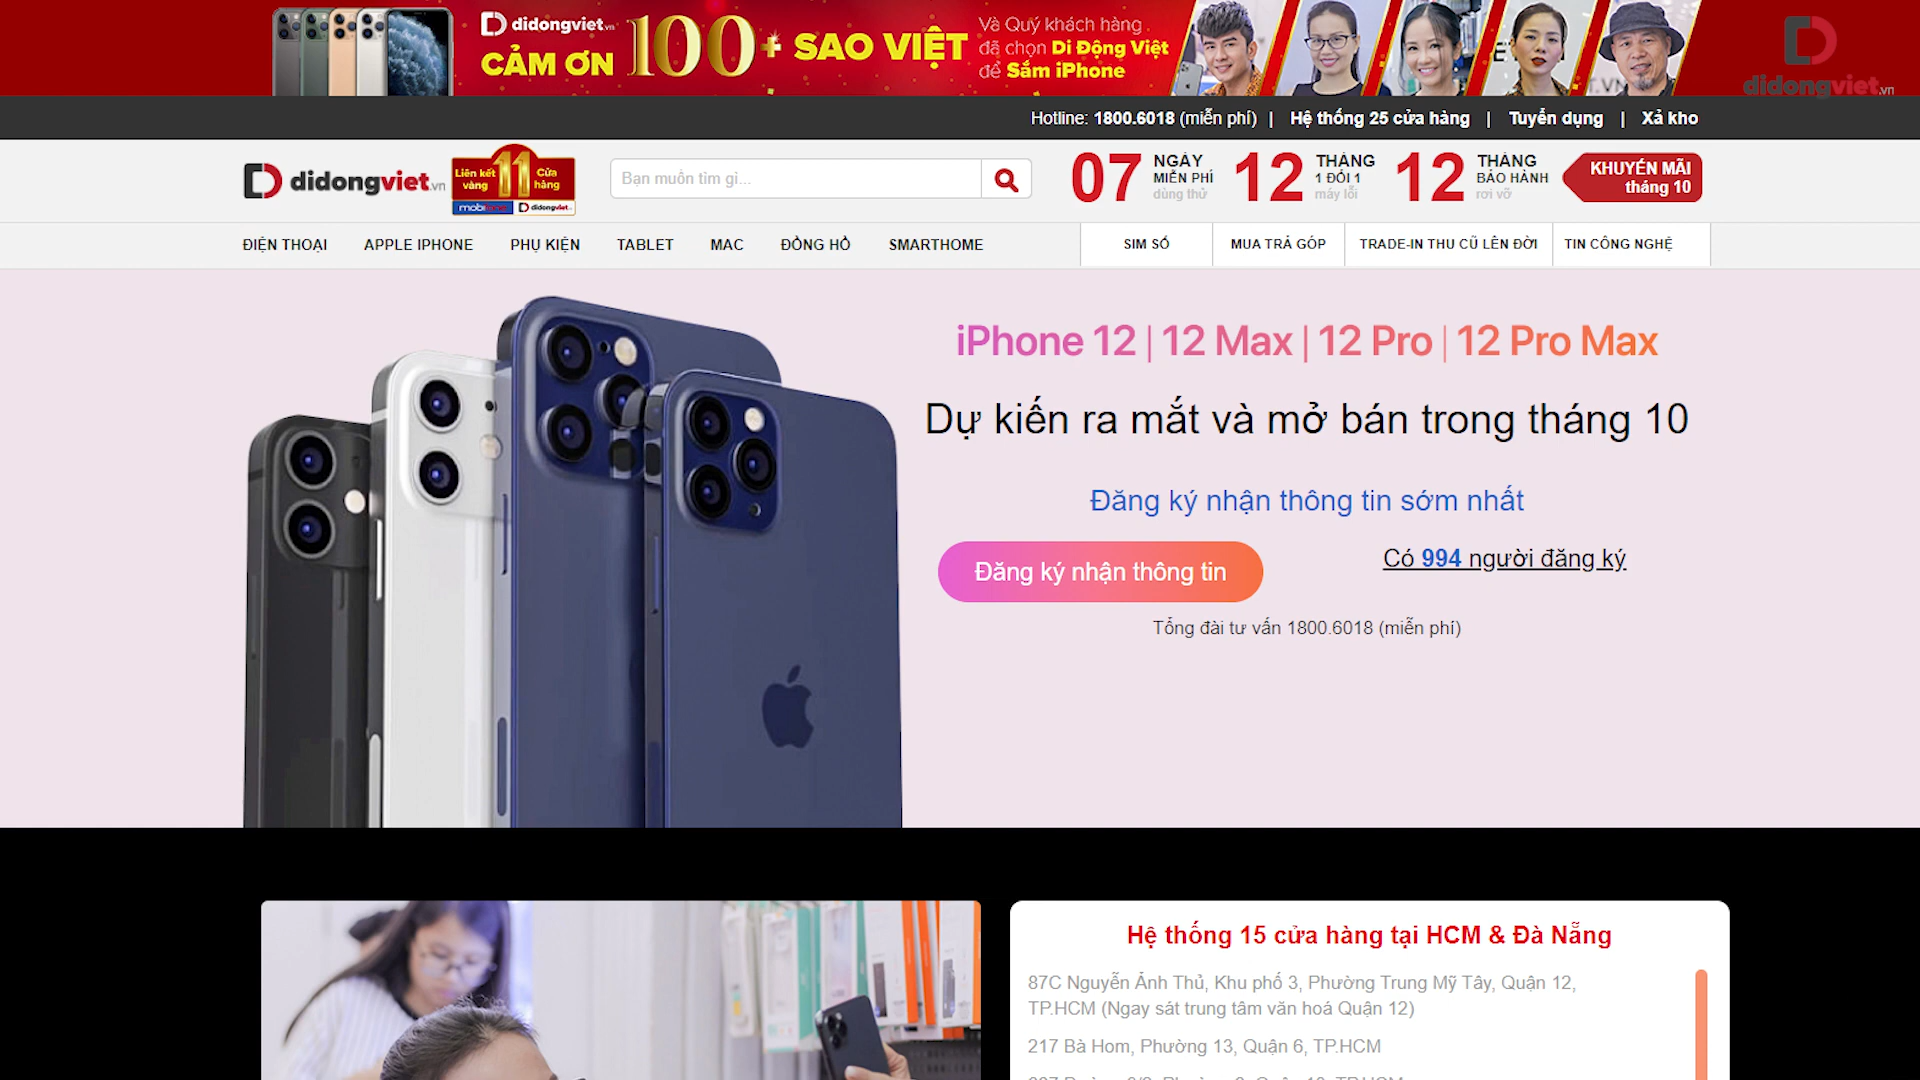 didongviet.vn
CẢM ƠN 100+ SAO VIỆT
Và Quý khách hàng
đã chọn Di Động Việt
để Sắm iPhone
didongviet.vn
Hotline: 1800.6018 (miễn phí) | Hệ thống 25 cửa hàng | Tuyển dụng | Xả kho
didongviet.vn
Liên kết vàng 11 Cửa hàng
didongviet
Bạn muốn tìm gì...
07 NGÀY MIỄN PHÍ dùng thử
12 THÁNG 1 ĐỔI 1 máy lỗi
12 THÁNG BẢO HÀNH rơi vỡ
KHUYẾN MÃI
tháng 10
ĐIỆN THOẠI APPLE IPHONE PHỤ KIỆN TABLET MAC ĐỒNG HỒ SMARTHOME SIM SỐ MUA TRẢ GÓP TRADE-IN THU CŨ LÊN ĐỜI TIN CÔNG NGHỆ
iPhone 12 | 12 Max | 12 Pro | 12 Pro Max
Dự kiến ra mắt và mở bán trong tháng 10
Đăng ký nhận thông tin sớm nhất
Đăng ký nhận thông tin
Có 994 người đăng ký
Tổng đài tư vấn 1800.6018 (miễn phí)
Hệ thống 15 cửa hàng tại HCM & Đà Nẵng
87C Nguyễn Ảnh Thủ, Khu phố 3, Phường Trung Mỹ Tây, Quận 12,
TP.HCM (Ngay sát trung tâm văn hoá Quận 12)
217 Bà Hom, Phường 13, Quận 6, TP.HCM